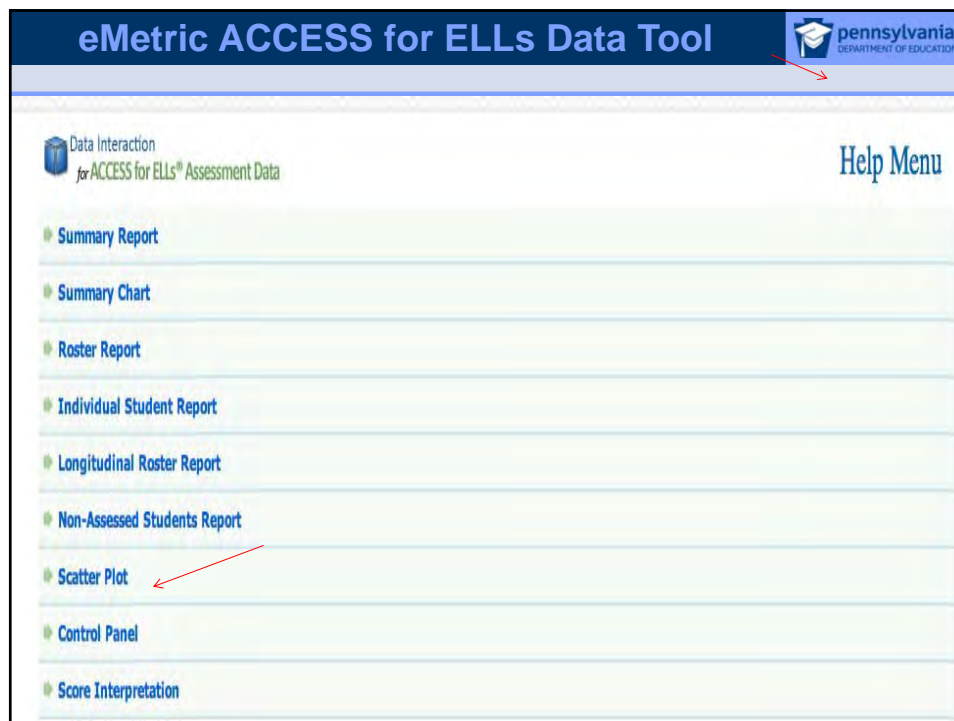 eMetric ACCESS for ELLs Data Tool
pennsylvania
DEPARTMENT OF EDUCATION
Data Interaction
for ACCESS for ELLs® Assessment Data
Help Menu
Summary Report
Summary Chart
Roster Report
Individual Student Report
Longitudinal Roster Report
Non-Assessed Students Report
Scatter Plot
Control Panel
Score Interpretation